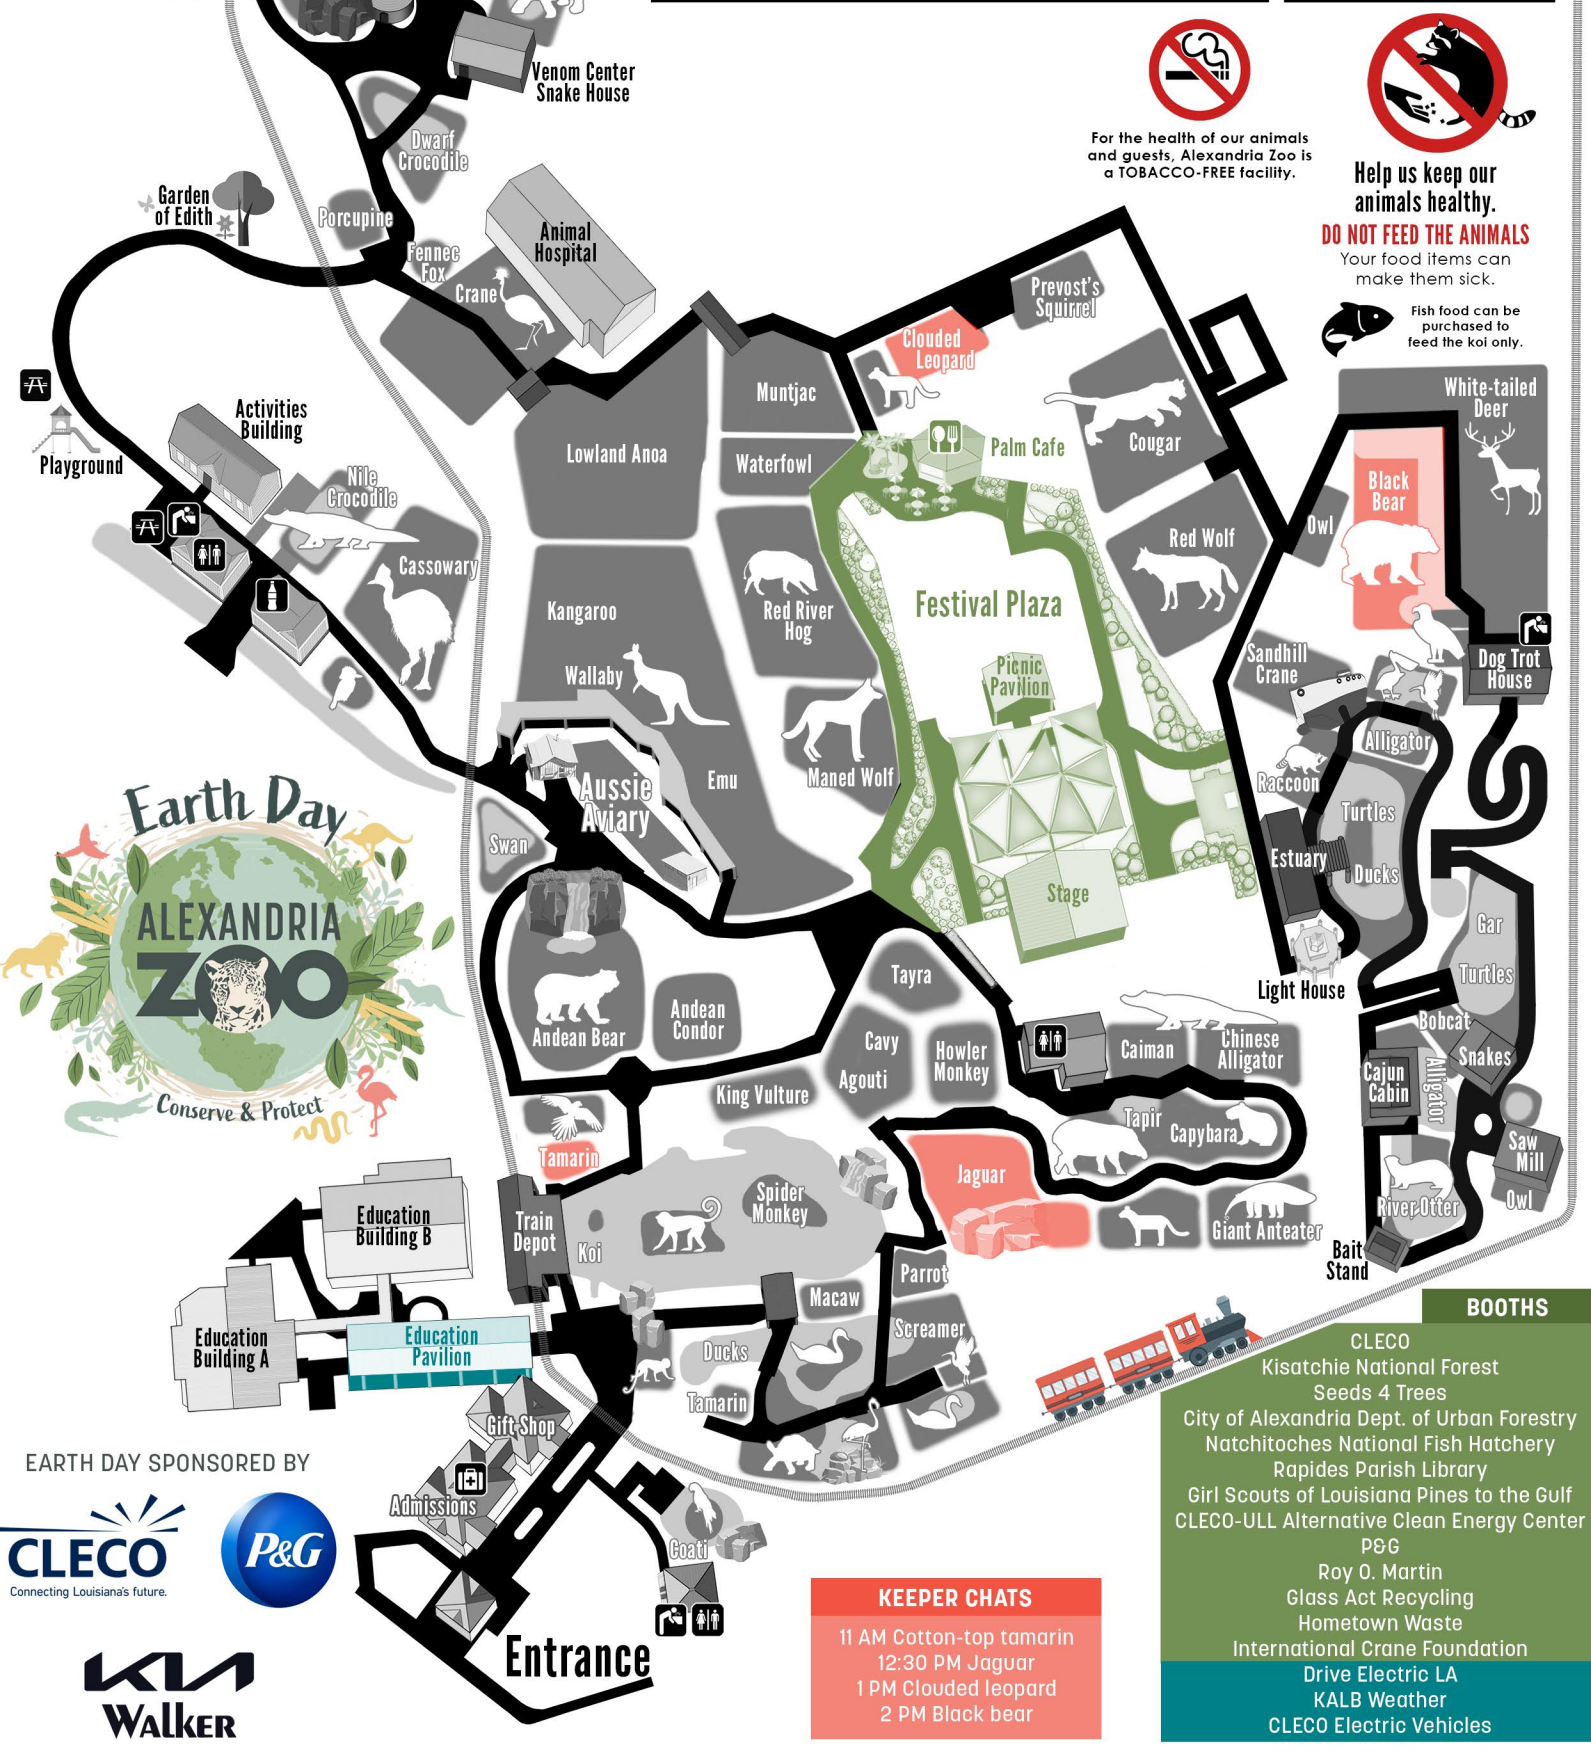 Venom Center
Snake House
Dwarf
Crocodile
Garden
of Edith
Porcupine
Fennec
Fox
Crane
Animal
Hospital
For the health of our animals
and guests, Alexandria Zoo is
a TOBACCO-FREE facility.
Help us keep our
animals healthy.
DO NOT FEED THE ANIMALS
Your food items can
make them sick.
Fish food can be
purchased to
feed the koi only.
Prevost's
Squirrel
Clouded
Leopard
Muntjac
Lowland Anoa
Waterfowl
Palm Cafe
Cougar
White-tailed
Deer
Black
Bear
Owl
Red Wolf
Playground
Activities
Building
Nile
Crocodile
Cassowary
Kangaroo
Wallaby
Emu
Red River
Hog
Maned Wolf
Festival Plaza
Picnic
Pavilion
Stage
Sandhill
Crane
Dog Trot
House
Alligator
Raccoon
Turtles
Estuary
Ducks
Light House
Gar
Turtles
Bobcat
Snakes
Cajun
Cabin
Alligator
Saw
Mill
Owl
River Otter
Bait
Stand
Aussie
Aviary
Swan
Andean Bear
Andean
Condor
Tayra
Cavy
Agouti
Howler
Monkey
King Vulture
Caiman
Chinese
Alligator
Tapir
Capybara
Jaguar
Giant Anteater
Tamarin
Train
Depot
Koi
Spider
Monkey
Macaw
Parrot
Screamer
Ducks
Tamarin
Earth Day
ALEXANDRIA
ZOO
Conserve & Protect
Education
Building B
Education
Building A
Education
Pavilion
Gift Shop
Admissions
Coati
Entrance
EARTH DAY SPONSORED BY
CLECO
Connecting Louisiana's future.
P&G
KIA
WALKER
KEEPER CHATS
11 AM Cotton-top tamarin
12:30 PM Jaguar
1 PM Clouded leopard
2 PM Black bear
BOOTHS
CLECO
Kisatchie National Forest
Seeds 4 Trees
City of Alexandria Dept. of Urban Forestry
Natchitoches National Fish Hatchery
Rapides Parish Library
Girl Scouts of Louisiana Pines to the Gulf
CLECO-ULL Alternative Clean Energy Center
P&G
Roy O. Martin
Glass Act Recycling
Hometown Waste
International Crane Foundation
Drive Electric LA
KALB Weather
CLECO Electric Vehicles